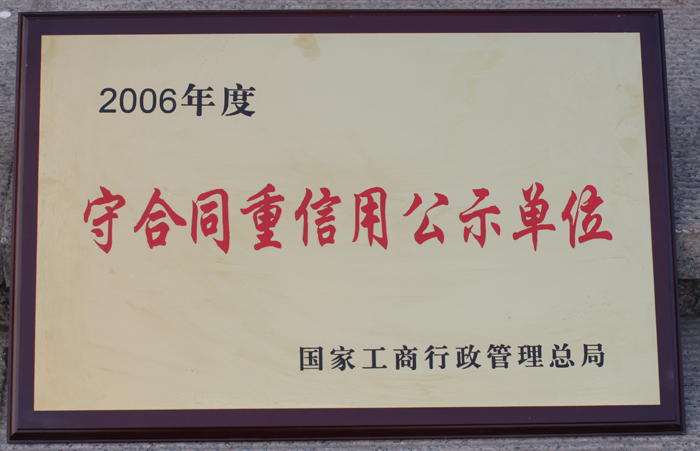 2006年度
守合同重信用公示单位
国家工商行政管理总局